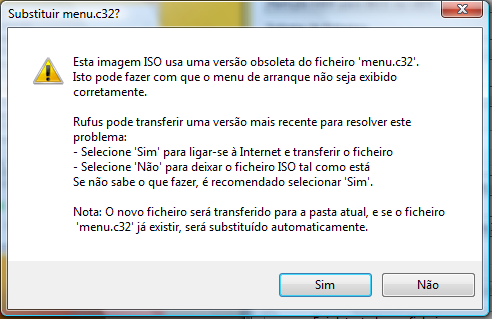 Substituir menu.c32?
Esta imagem ISO usa uma versão obsoleta do ficheiro 'menu.c32'.
Isto pode fazer com que o menu de arranque não seja exibido
corretamente.
Rufus pode transferir uma versão mais recente para resolver este
problema:
- Selecione 'Sim' para ligar-se à Internet e transferir o ficheiro
- Selecione 'Não' para deixar o ficheiro ISO tal como está
Se não sabe o que fazer, é recomendado selecionar 'Sim'.
Nota: O novo ficheiro será transferido para a pasta atual, e se o ficheiro
'menu.c32' já existir, será substituído automaticamente.
Sim
Não